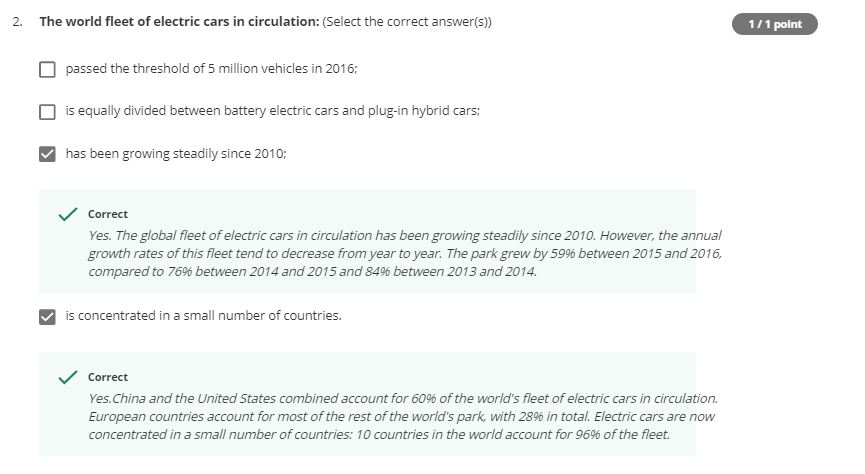 2. The world fleet of electric cars in circulation: (Select the correct answer(s))
1 / 1 point
passed the threshold of 5 million vehicles in 2016;
is equally divided between battery electric cars and plug-in hybrid cars;
has been growing steadily since 2010;
Correct
Yes. The global fleet of electric cars in circulation has been growing steadily since 2010. However, the annual
growth rates of this fleet tend to decrease from year to year. The park grew by 59% between 2015 and 2016,
compared to 76% between 2014 and 2015 and 84% between 2013 and 2014.
is concentrated in a small number of countries.
Correct
Yes.China and the United States combined account for 60% of the world's fleet of electric cars in circulation.
European countries account for most of the rest of the world's park, with 28% in total. Electric cars are now
concentrated in a small number of countries: 10 countries in the world account for 96% of the fleet.